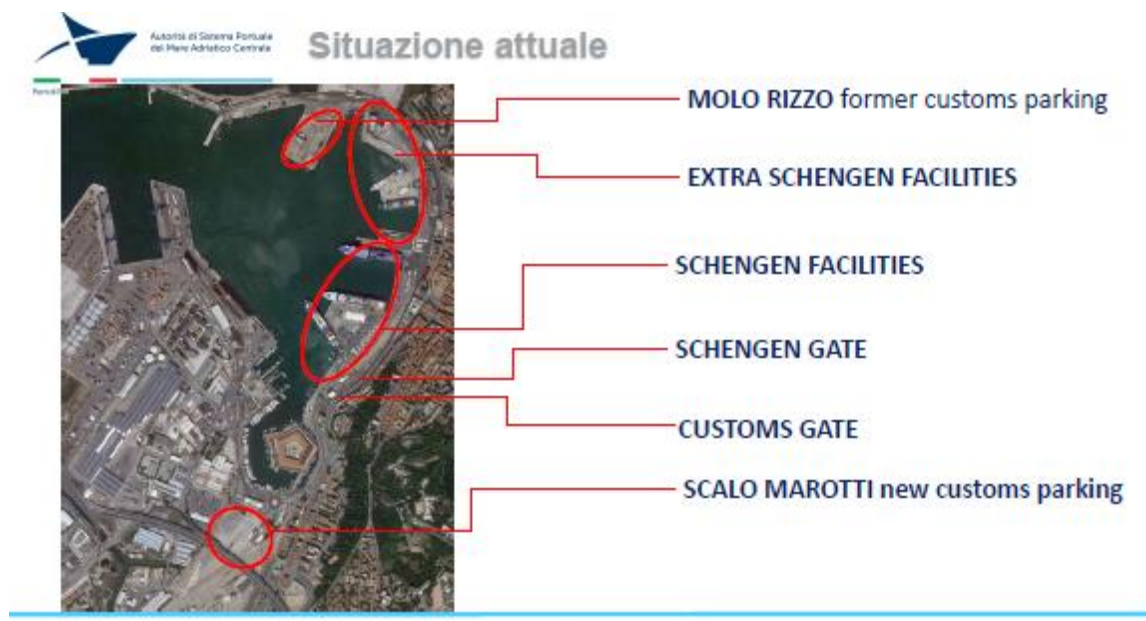 Autorità di Sistema Portuale
del Mare Adriatico Centrale
Situazione attuale
MOLO RIZZO former customs parking
EXTRA SCHENGEN FACILITIES
SCHENGEN FACILITIES
SCHENGEN GATE
CUSTOMS GATE
SCALO MAROTTI new customs parking